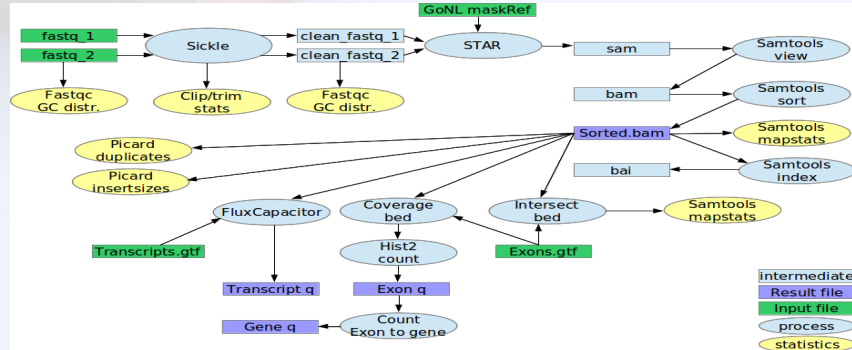 GoNL maskRef
fastq_1
fastq_2
Sickle
clean_fastq_1
clean_fastq_2
STAR
sam
Samtools
view
Fastqc
GC distr.
Clip/trim
stats
Fastqc
GC distr.
bam
Samtools
sort
Picard
duplicates
Sorted.bam
Samtools
mapstats
Picard
insertsizes
bai
Samtools
index
FluxCapacitor
Coverage
bed
Intersect
bed
Samtools
mapstats
Transcripts.gtf
Hist2
count
Exons.gtf
Transcript q
Exon q
Gene q
Count
Exon to gene
intermediate
Result file
Input file
process
statistics